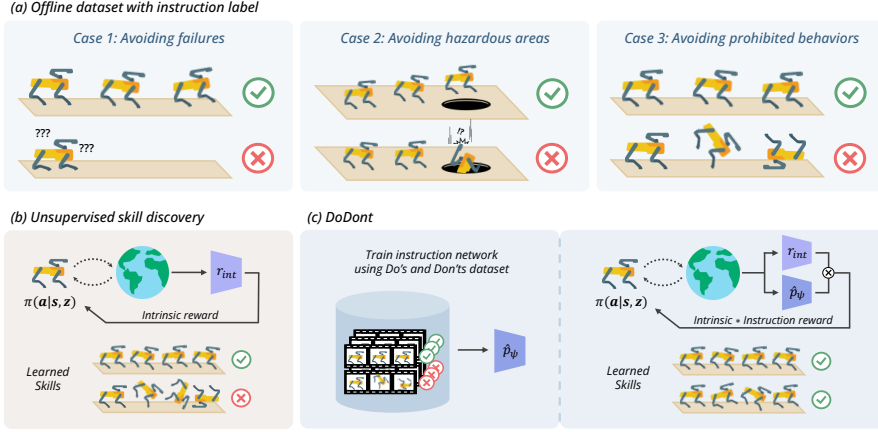 (a) Offline dataset with instruction label
Case 1: Avoiding failures
???
???
Case 2: Avoiding hazardous areas
Case 3: Avoiding prohibited behaviors
(b) Unsupervised skill discovery
π(a|s, z)
r_int
Intrinsic reward
Learned
Skills
(c) DoDont
Train instruction network
using Do's and Don'ts dataset
p̂_ψ
π(a|s, z)
r_int
p̂_ψ
Intrinsic * Instruction reward
Learned
Skills